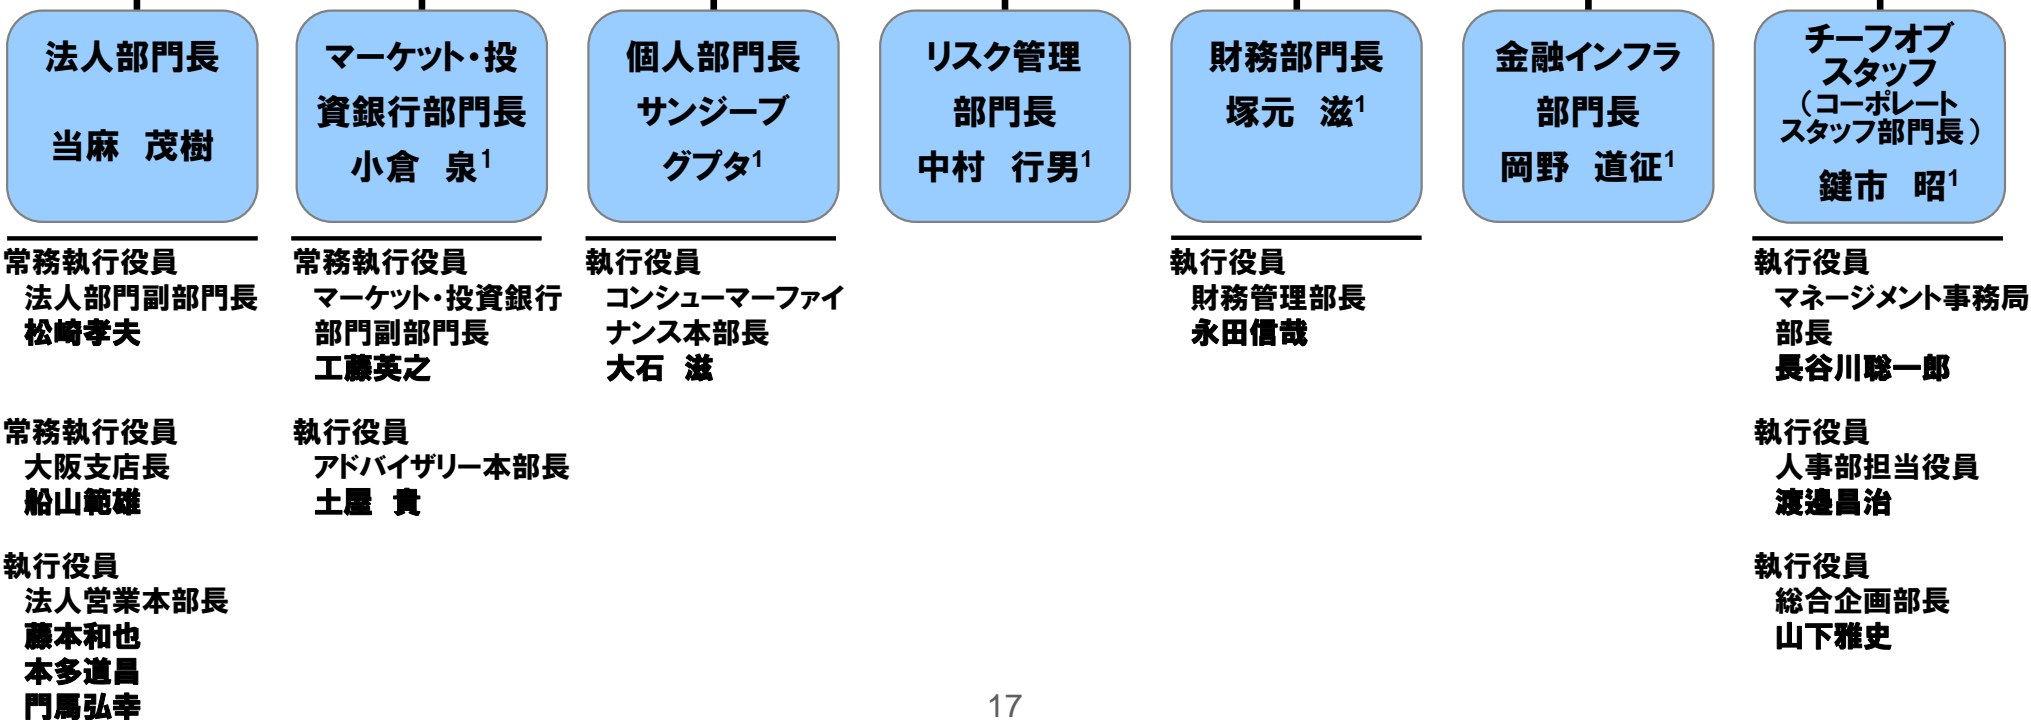 法人部門長
当麻　茂樹
マーケット・投
資銀行部門長
小倉　泉1
個人部門長
サンジーブ
グプタ1
リスク管理
部門長
中村　行男1
財務部門長
塚元　滋1
金融インフラ
部門長
岡野　道征1
チーフオブ
スタッフ
（コーポレート
スタッフ部門長）
鍵市　昭1
常務執行役員
法人部門副部門長
松﨑孝夫
常務執行役員
大阪支店長
船山範雄
執行役員
法人営業本部長
藤本和也
本多道昌
門馬弘幸
常務執行役員
マーケット・投資銀行
部門副部門長
工藤英之
執行役員
アドバイザリー本部長
土屋　貴
執行役員
コンシューマーファイ
ナンス本部長
大石　滋
執行役員
財務管理部長
永田信哉
執行役員
マネージメント事務局
部長
長谷川聡一郎
執行役員
人事部担当役員
渡邉昌治
執行役員
総合企画部長
山下雅史
17